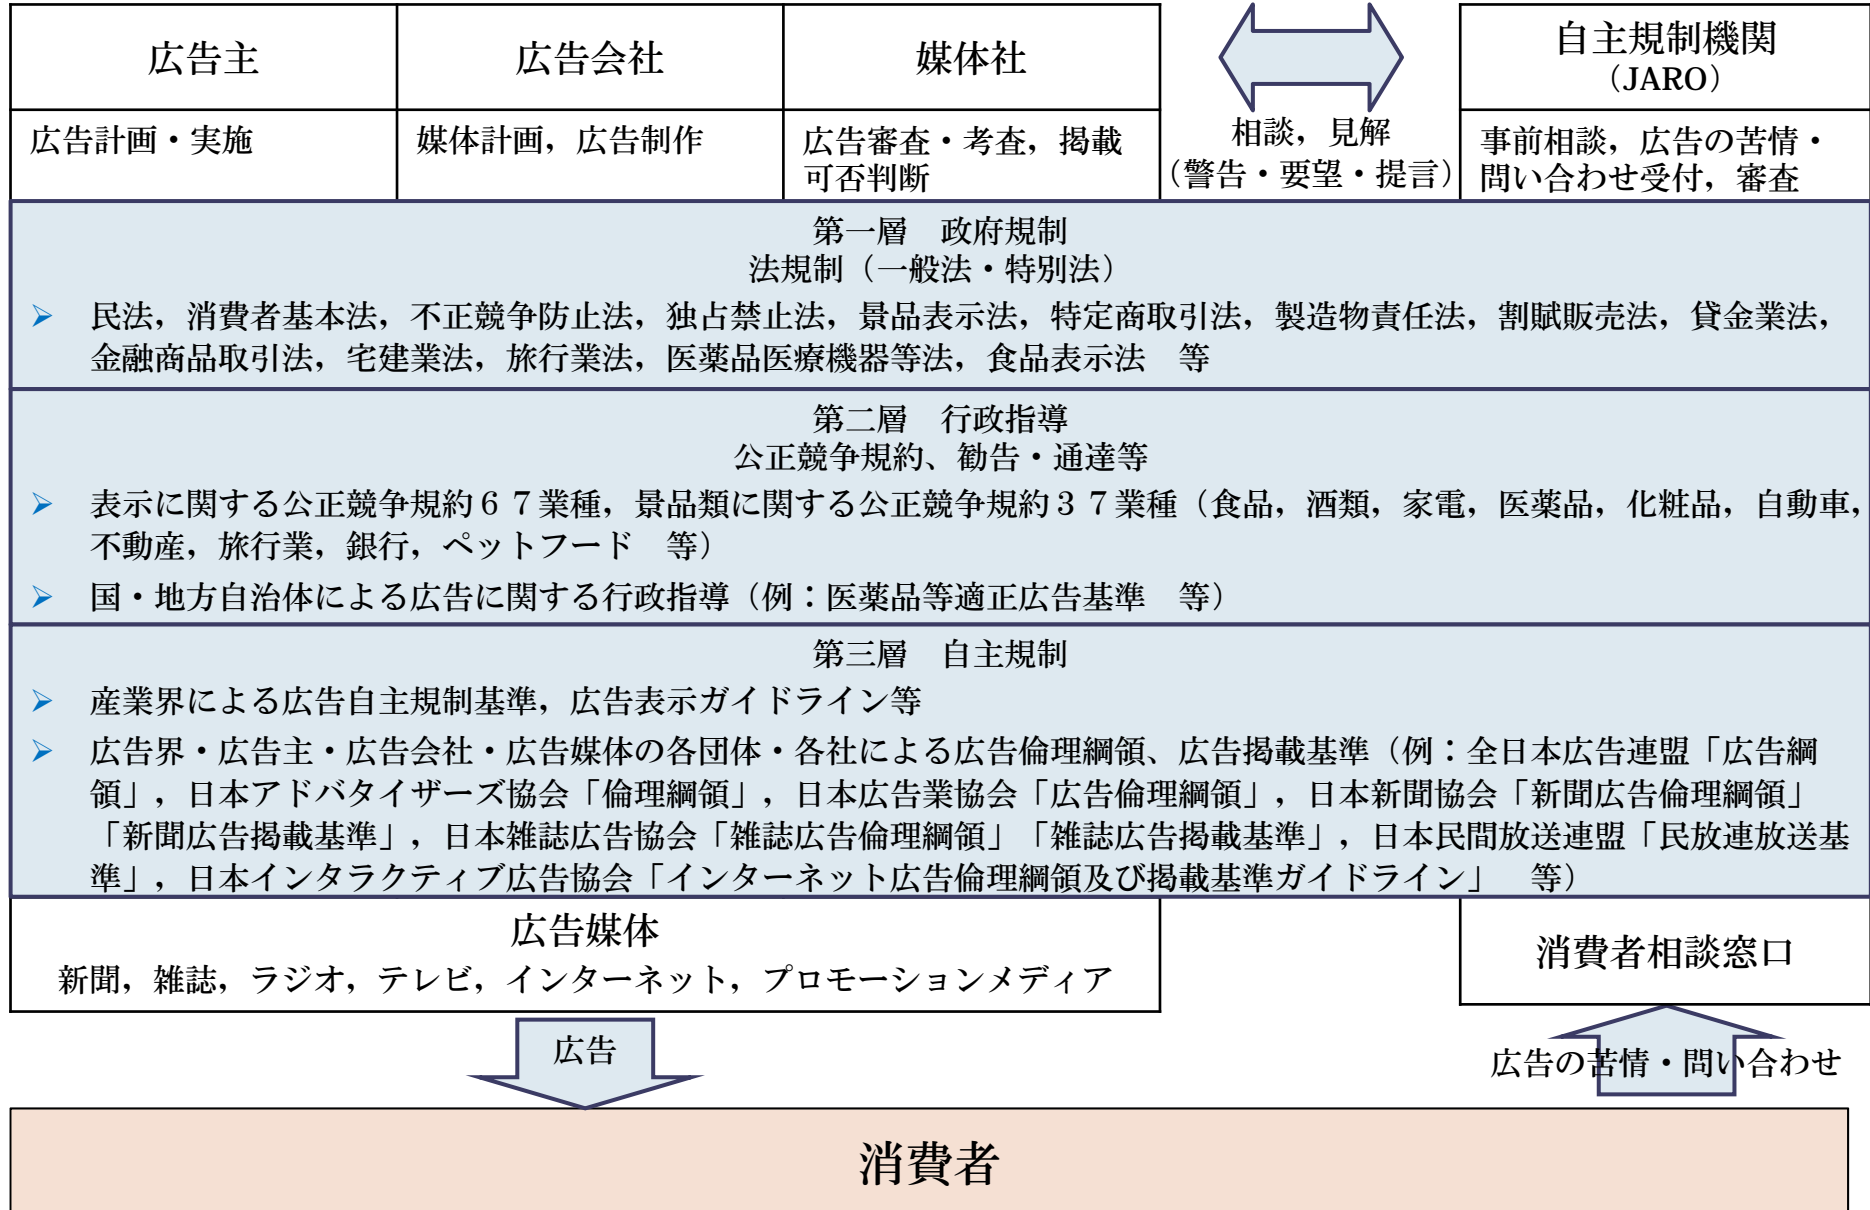 広告主
広告会社
媒体社
自主規制機関
（JARO）
広告計画・実施
媒体計画，広告制作
広告審査・考査，掲載
可否判断
相談，見解
（警告・要望・提言）
事前相談，広告の苦情・
問い合わせ受付，審査
第一層　政府規制
法規制（一般法・特別法）
➢ 民法，消費者基本法，不正競争防止法，独占禁止法，景品表示法，特定商取引法，製造物責任法，割賦販売法，貸金業法，
金融商品取引法，宅建業法，旅行業法，医薬品医療機器等法，食品表示法　等
第二層　行政指導
公正競争規約、勧告・通達等
➢ 表示に関する公正競争規約６７業種，景品類に関する公正競争規約３７業種（食品，酒類，家電，医薬品，化粧品，自動車，
不動産，旅行業，銀行，ペットフード　等）
➢ 国・地方自治体による広告に関する行政指導（例：医薬品等適正広告基準　等）
第三層　自主規制
➢ 産業界による広告自主規制基準，広告表示ガイドライン等
➢ 広告界・広告主・広告会社・広告媒体の各団体・各社による広告倫理綱領、広告掲載基準（例：全日本広告連盟「広告綱
領」，日本アドバタイザーズ協会「倫理綱領」，日本広告業協会「広告倫理綱領」，日本新聞協会「新聞広告倫理綱領」
「新聞広告掲載基準」，日本雑誌広告協会「雑誌広告倫理綱領」「雑誌広告掲載基準」，日本民間放送連盟「民放連放送基
準」，日本インタラクティブ広告協会「インターネット広告倫理綱領及び掲載基準ガイドライン」　等）
広告媒体
新聞，雑誌，ラジオ，テレビ，インターネット，プロモーションメディア
消費者相談窓口
広告
広告の苦情・問い合わせ
消費者